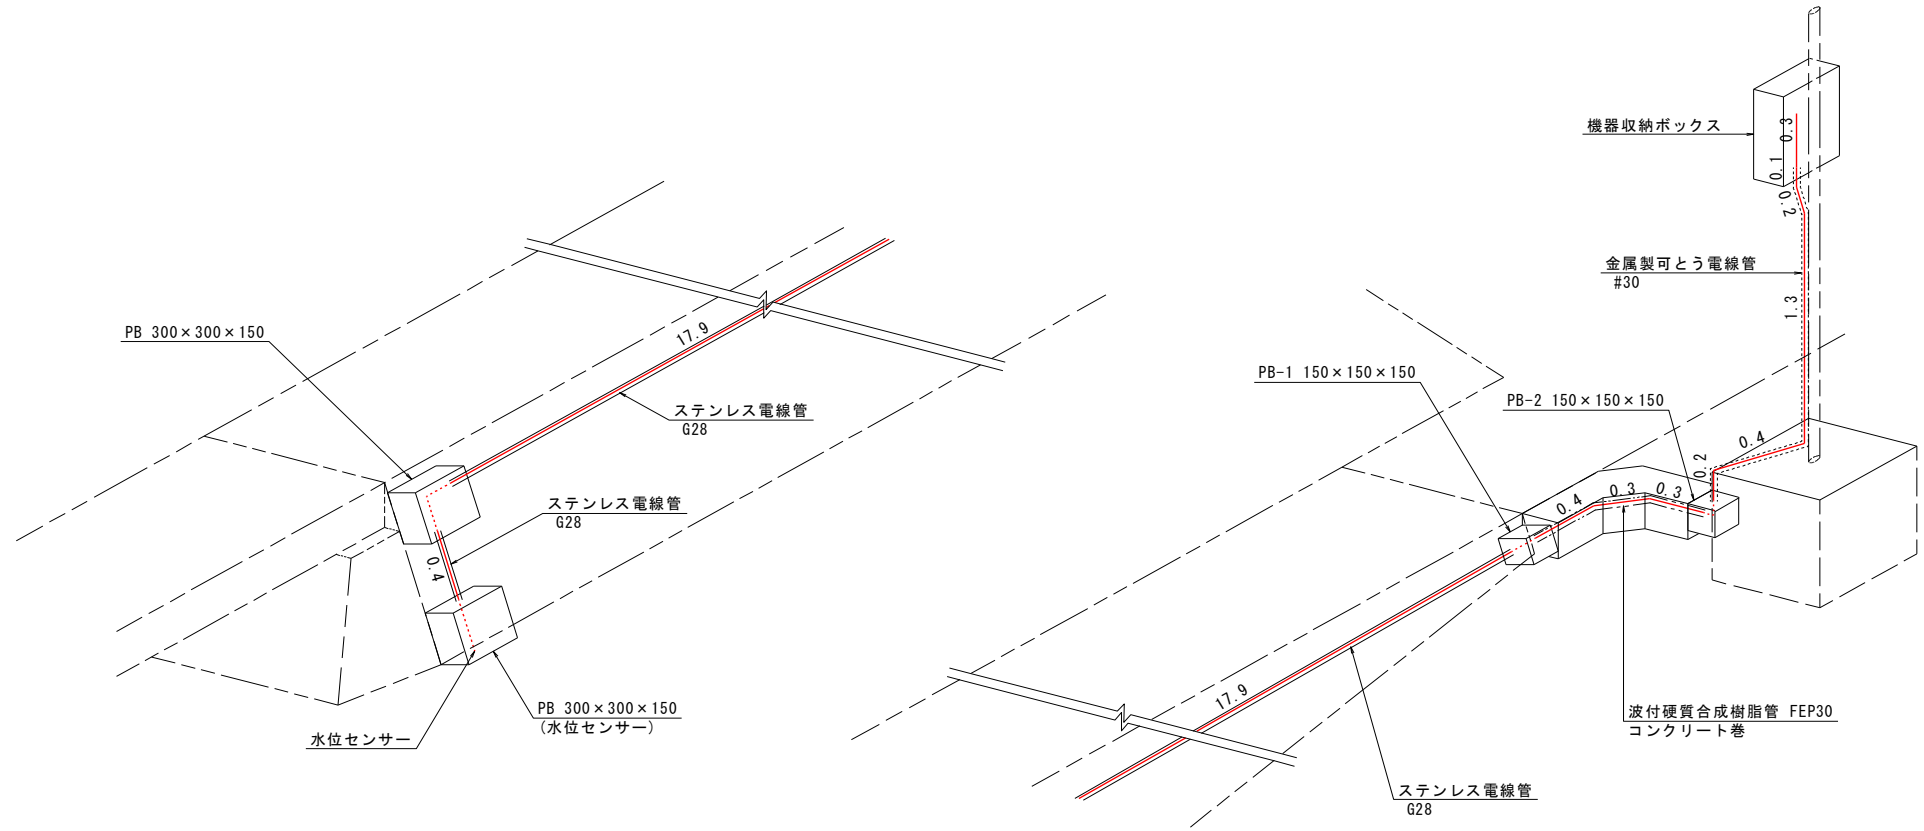 PB 300×300×150
17.9
ステンレス電線管
G28
ステンレス電線管
G28
0.4
PB 300×300×150
(水位センサー)
水位センサー
機器収納ボックス
0.3
0.1
0.2
金属製可とう電線管
#30
1.3
PB-1 150×150×150
PB-2 150×150×150
0.4
0.2
0.4
0.3
0.3
17.9
波付硬質合成樹脂管 FEP30
コンクリート巻
ステンレス電線管
G28